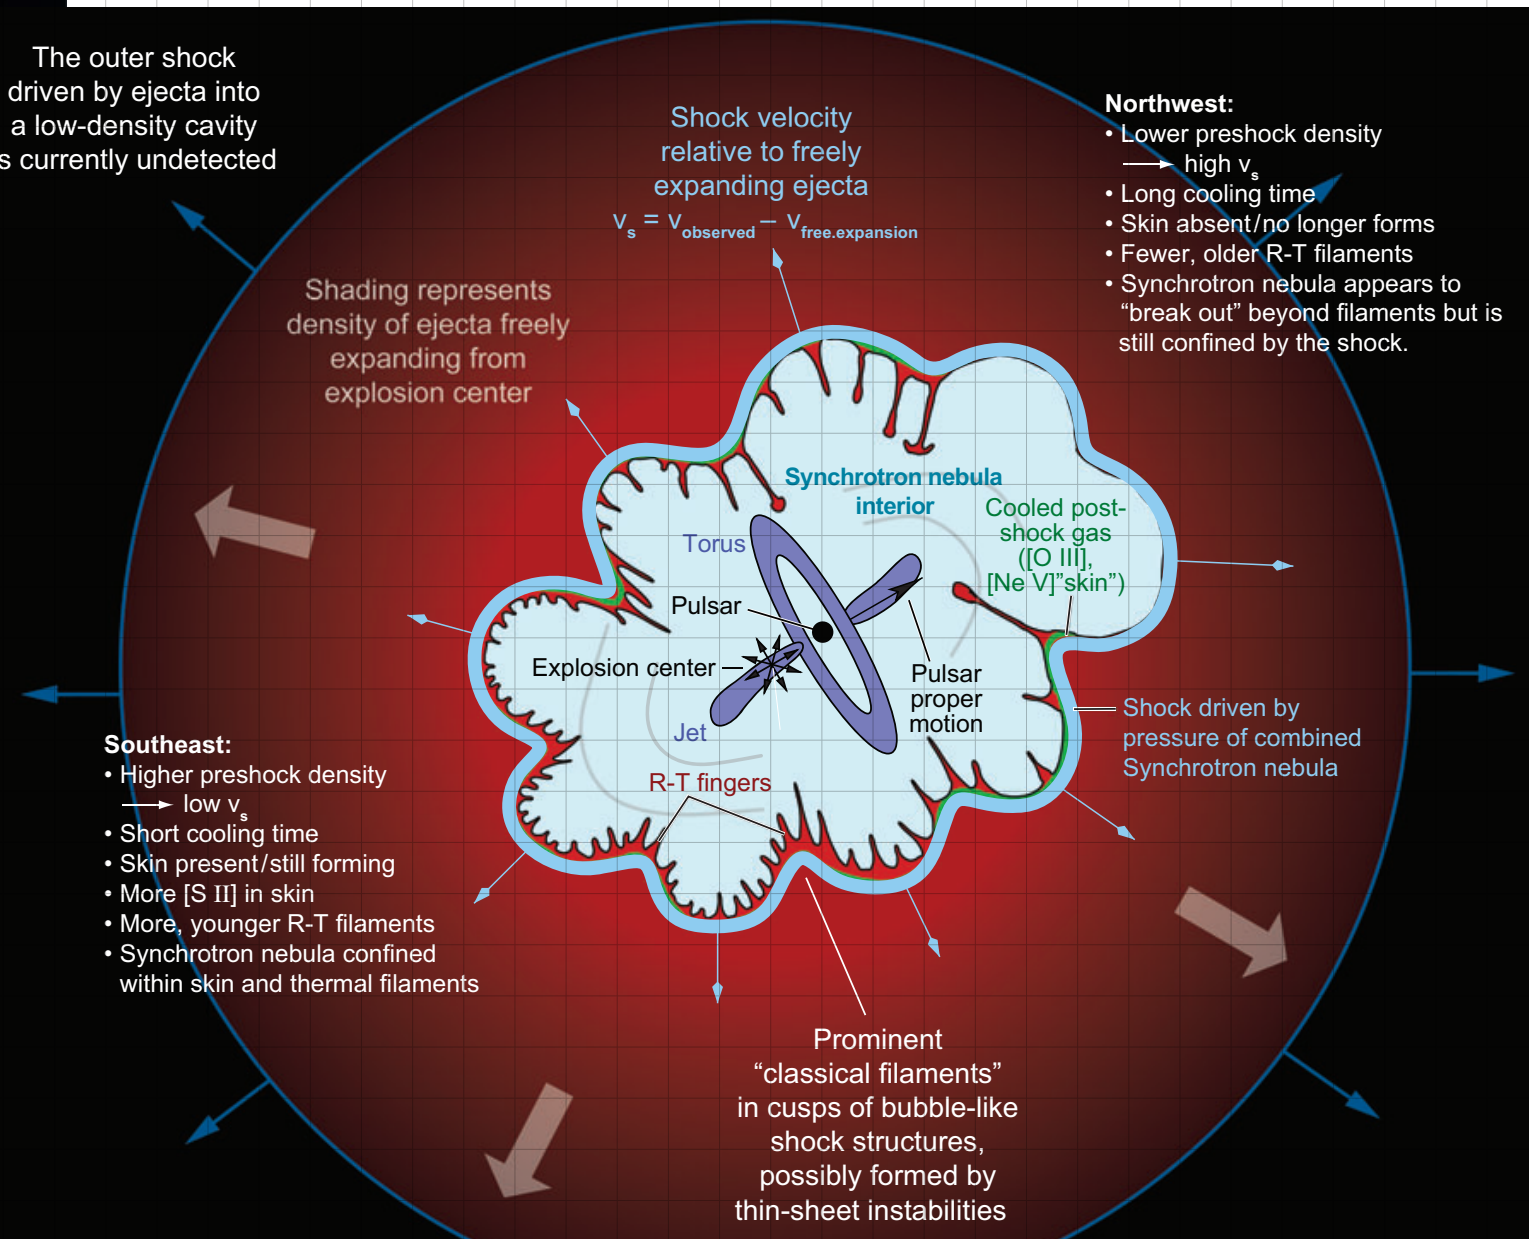 The outer shock
driven by ejecta into
a low-density cavity
s currently undetected
Shock velocity
relative to freely
expanding ejecta
vs = vobserved – vfree.expansion
Northwest:
• Lower preshock density
→ high vs
• Long cooling time
• Skin absent/no longer forms
• Fewer, older R-T filaments
• Synchrotron nebula appears to
“break out” beyond filaments but is
still confined by the shock.
Shading represents
density of ejecta freely
expanding from
explosion center
Synchrotron nebula
interior
Cooled post-
shock gas
([O III],
[Ne V]”skin”)
Torus
Pulsar
Explosion center
Jet
Pulsar
proper
motion
R-T fingers
Shock driven by
pressure of combined
Synchrotron nebula
Southeast:
• Higher preshock density
→ low vs
• Short cooling time
• Skin present/still forming
• More [S II] in skin
• More, younger R-T filaments
• Synchrotron nebula confined
within skin and thermal filaments
Prominent
“classical filaments”
in cusps of bubble-like
shock structures,
possibly formed by
thin-sheet instabilities